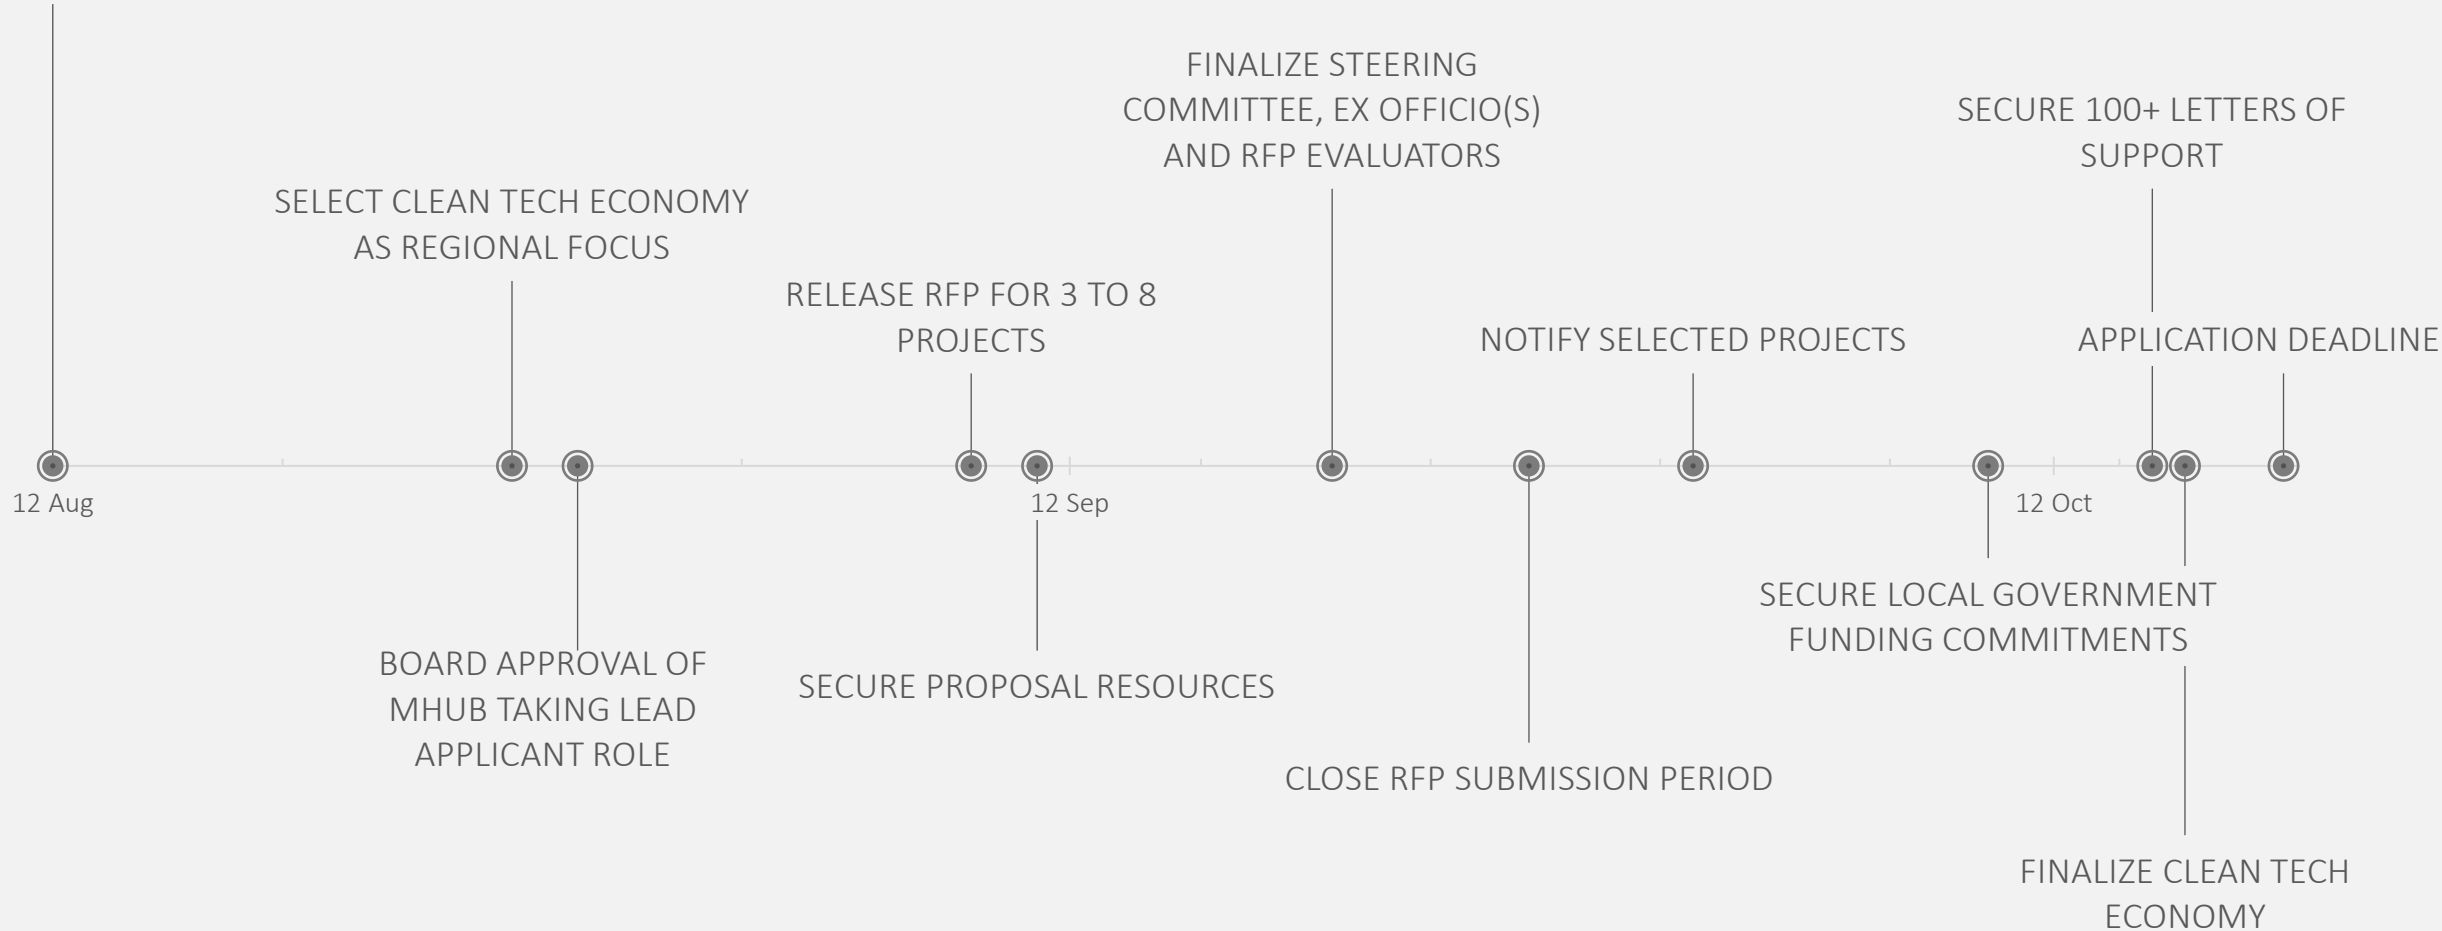 FINALIZE STEERING
COMMITTEE, EX OFFICIO(S)
AND RFP EVALUATORS
SECURE 100+ LETTERS OF
SUPPORT
SELECT CLEAN TECH ECONOMY
AS REGIONAL FOCUS
RELEASE RFP FOR 3 TO 8
PROJECTS
NOTIFY SELECTED PROJECTS
APPLICATION DEADLINE
12 Aug
12 Sep
12 Oct
BOARD APPROVAL OF
MHUB TAKING LEAD
APPLICANT ROLE
SECURE PROPOSAL RESOURCES
SECURE LOCAL GOVERNMENT
FUNDING COMMITMENTS
CLOSE RFP SUBMISSION PERIOD
FINALIZE CLEAN TECH
ECONOMY